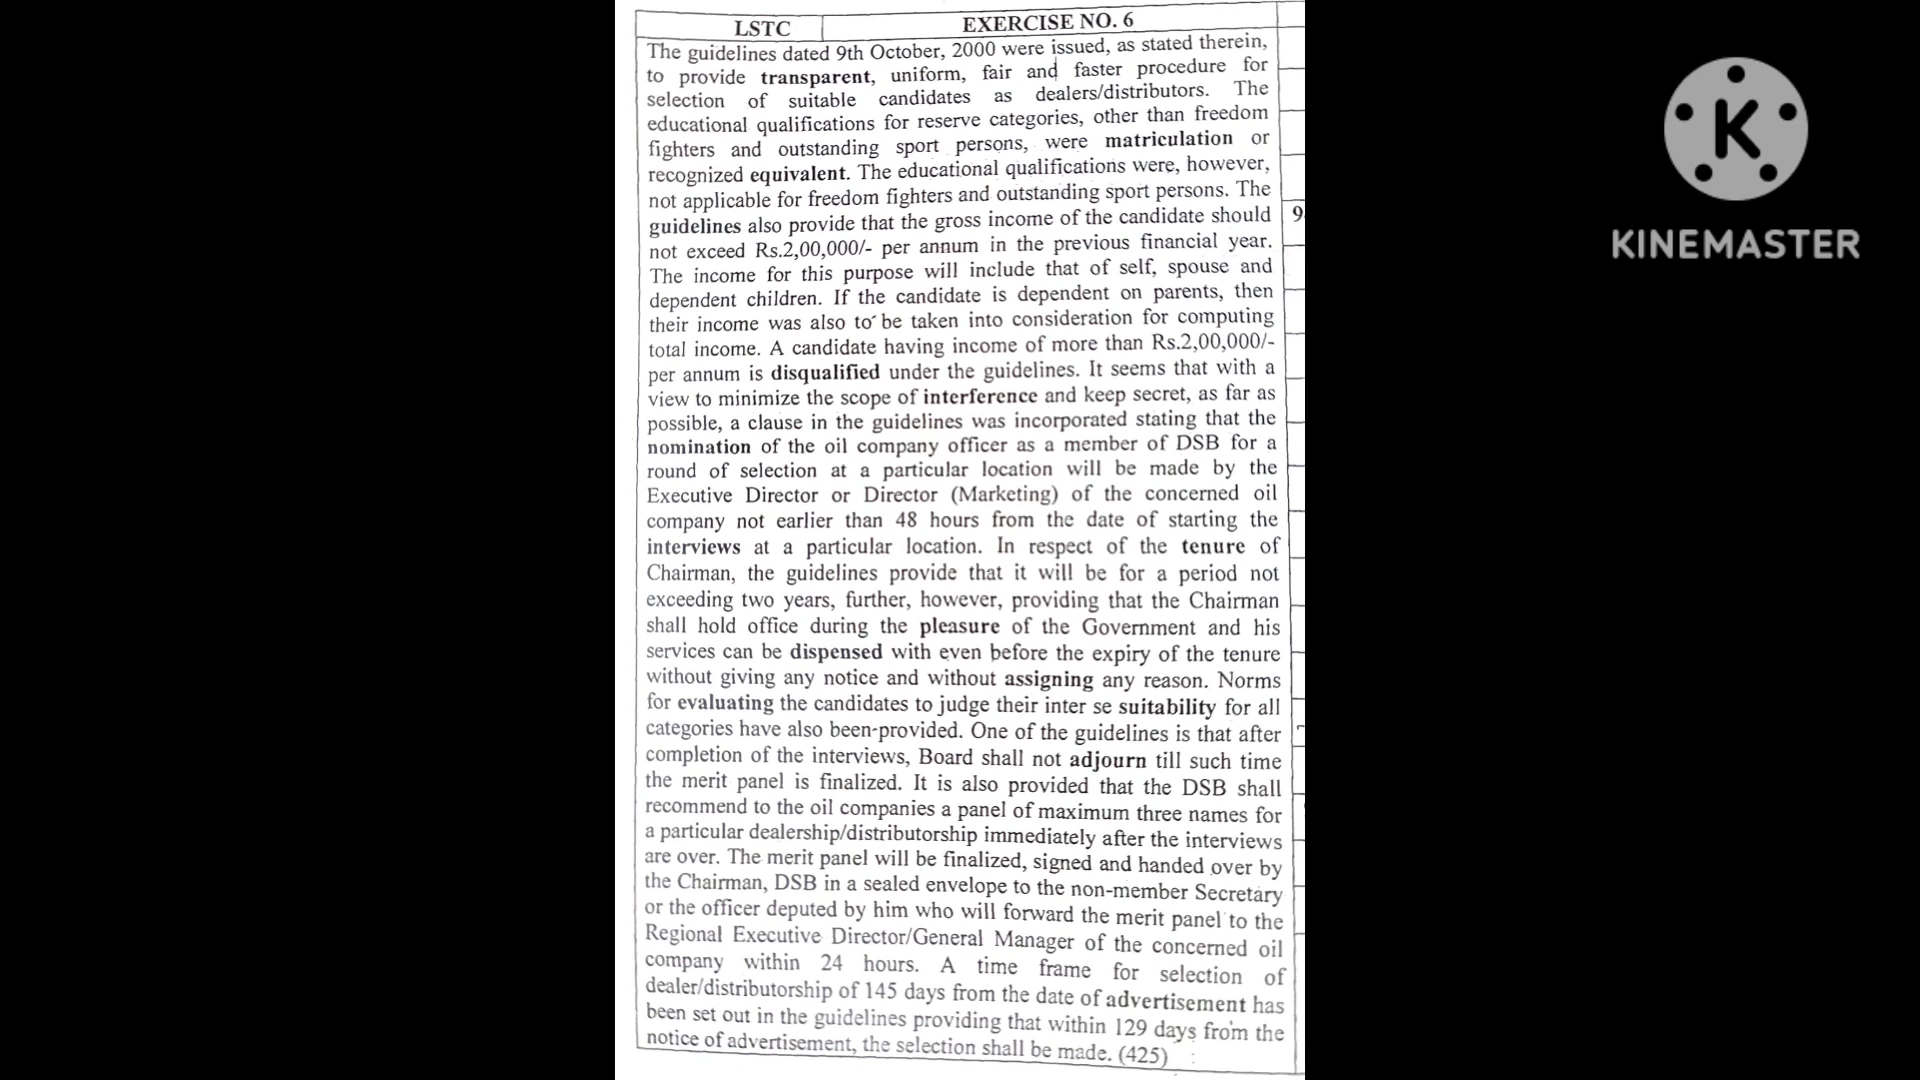 LSTC EXERCISE NO. 6
The guidelines dated 9th October, 2000 were issued, as stated therein,
to provide transparent, uniform, fair and faster procedure for
selection of suitable candidates as dealers/distributors. The
educational qualifications for reserve categories, other than freedom
fighters and outstanding sport persons, were matriculation or
recognized equivalent. The educational qualifications were, however,
not applicable for freedom fighters and outstanding sport persons. The
guidelines also provide that the gross income of the candidate should
not exceed Rs.2,00,000/- per annum in the previous financial year.
The income for this purpose will include that of self, spouse and
dependent children. If the candidate is dependent on parents, then
their income was also to be taken into consideration for computing
total income. A candidate having income of more than Rs.2,00,000/-
per annum is disqualified under the guidelines. It seems that with a
view to minimize the scope of interference and keep secret, as far as
possible, a clause in the guidelines was incorporated stating that the
nomination of the oil company officer as a member of DSB for a
round of selection at a particular location will be made by the
Executive Director or Director (Marketing) of the concerned oil
company not earlier than 48 hours from the date of starting the
interviews at a particular location. In respect of the tenure of
Chairman, the guidelines provide that it will be for a period not
exceeding two years, further, however, providing that the Chairman
shall hold office during the pleasure of the Government and his
services can be dispensed with even before the expiry of the tenure
without giving any notice and without assigning any reason. Norms
for evaluating the candidates to judge their inter se suitability for all
categories have also been-provided. One of the guidelines is that after
completion of the interviews, Board shall not adjourn till such time
the merit panel is finalized. It is also provided that the DSB shall
recommend to the oil companies a panel of maximum three names for
a particular dealership/distributorship immediately after the interviews
are over. The merit panel will be finalized, signed and handed over by
the Chairman, DSB in a sealed envelope to the non-member Secretary
or the officer deputed by him who will forward the merit panel to the
Regional Executive Director/General Manager of the concerned oil
company within 24 hours. A time frame for selection of
dealer/distributorship of 145 days from the date of advertisement has
been set out in the guidelines providing that within 129 days from the
notice of advertisement, the selection shall be made. (425)
9
K
KINEMASTER